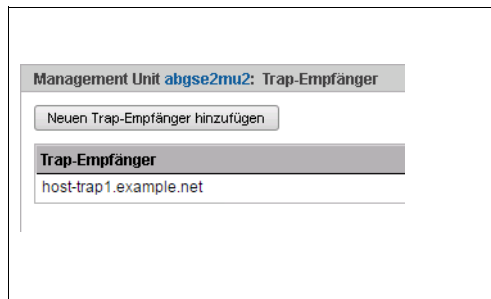 Management Unit abgse2mu2: Trap-Empfänger
Neuen Trap-Empfänger hinzufügen
Trap-Empfänger
host-trap1.example.net